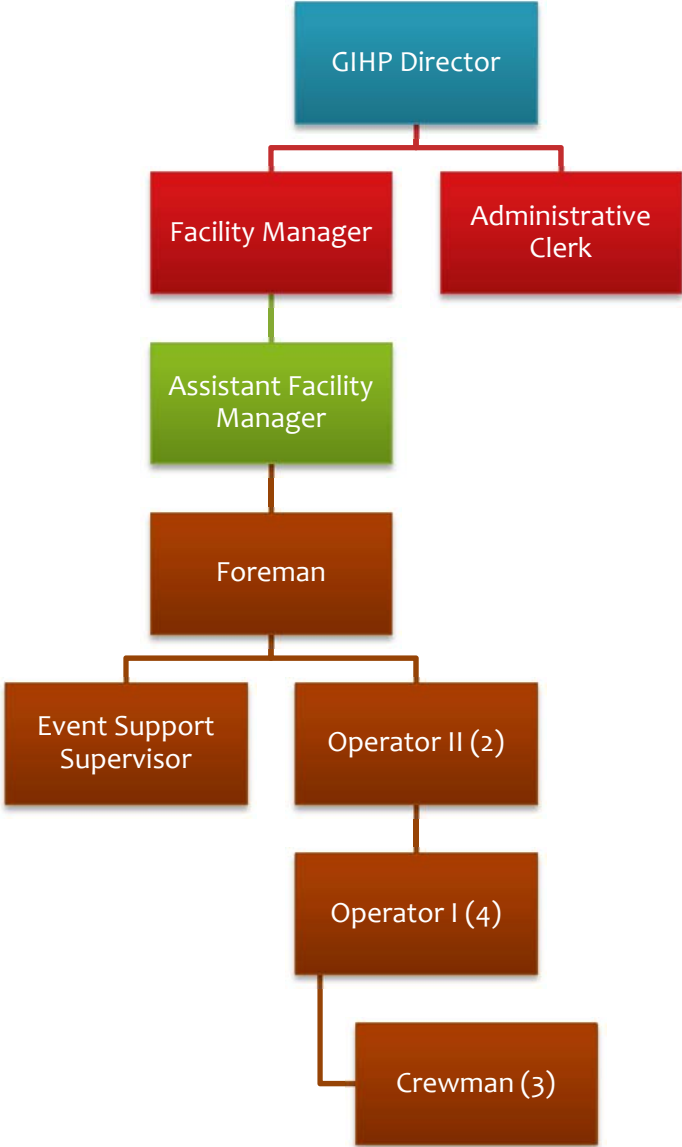 GIHP Director
Facility Manager
Administrative
Clerk
Assistant Facility
Manager
Foreman
Event Support
Supervisor
Operator II (2)
Operator I (4)
Crewman (3)